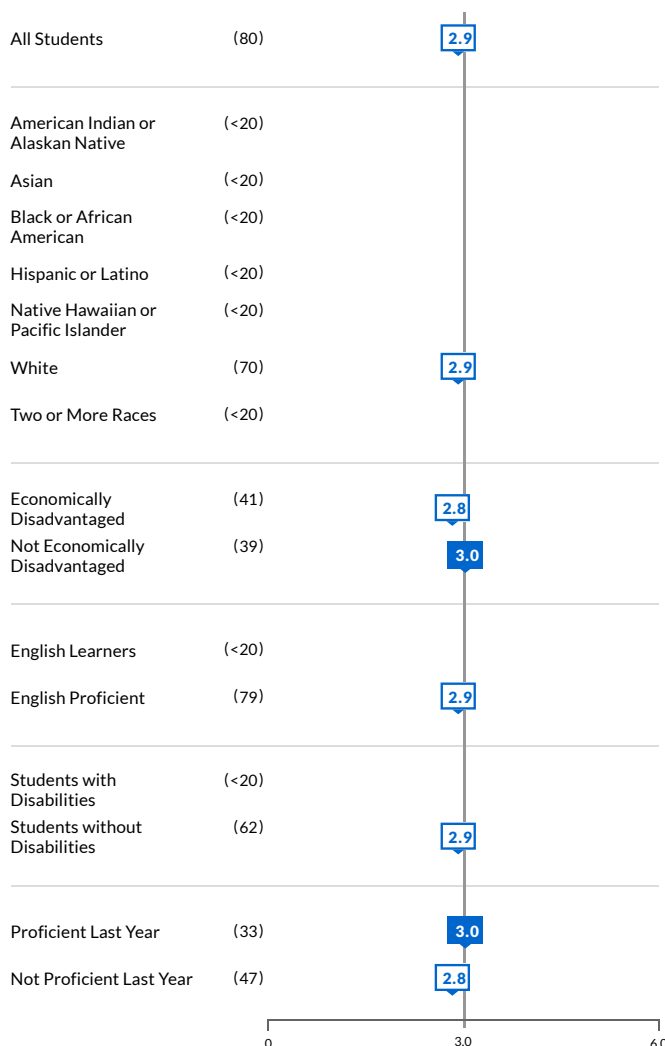 All Students (80) 2.9
American Indian or (<20)
Alaskan Native
Asian (<20)
Black or African (<20)
American
Hispanic or Latino (<20)
Native Hawaiian or (<20)
Pacific Islander
White (70) 2.9
Two or More Races (<20)
Economically (41) 2.8
Disadvantaged
Not Economically (39) 3.0
Disadvantaged
English Learners (<20)
English Proficient (79) 2.9
Students with (<20)
Disabilities
Students without (62) 2.9
Disabilities
Proficient Last Year (33) 3.0
Not Proficient Last Year (47) 2.8
0 3.0 6.0